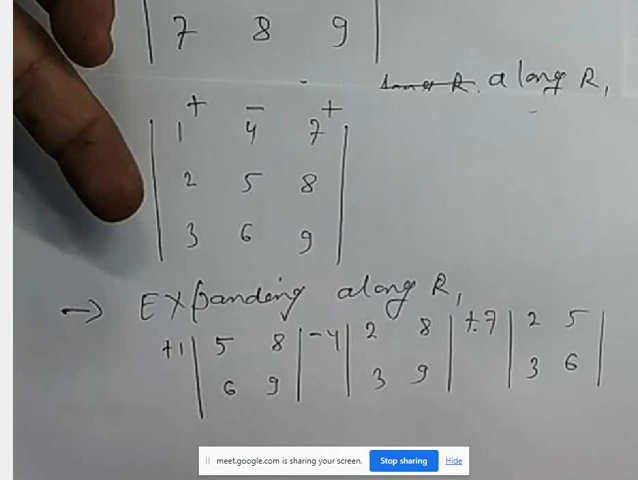 | 7 8 9 |
along R₁
+ − +
| 1 4 7 |
| 2 5 8 |
| 3 6 9 |
→ Expanding along R₁
+1 | 5 8 | −4 | 2 8 | +7 | 2 5 |
| 6 9 | | 3 9 | | 3 6 |
meet.google.com is sharing your screen. Stop sharing Hide